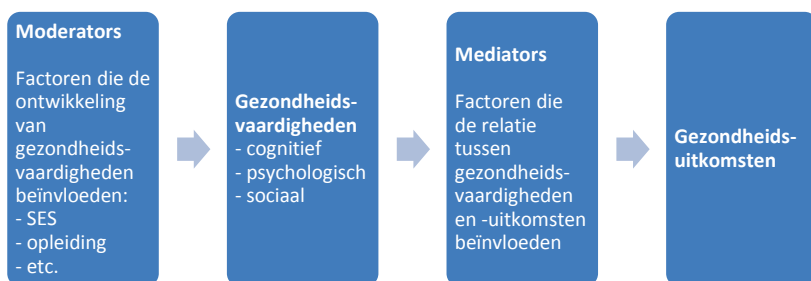 Moderators
Factoren die de
ontwikkeling
van
gezondheids-
vaardigheden
beïnvloeden:
- SES
- opleiding
- etc.
Gezondheids-
vaardigheden
- cognitief
- psychologisch
- sociaal
Mediators
Factoren die
de relatie
tussen
gezondheids-
vaardigheden
en -uitkomsten
beïnvloeden
Gezondheids-
uitkomsten